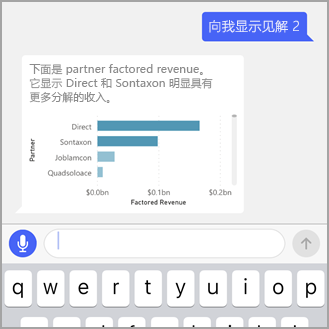 向我显示见解 2
下面是 partner factored revenue。
它显示 Direct 和 Sontaxon 明显具有
更多分解的收入。
Partner
Direct
Sontaxon
Joblamcon
Quadsoloace
$0.0bn $0.1bn $0.2bn
Factored Revenue
q w e r t y u i o p